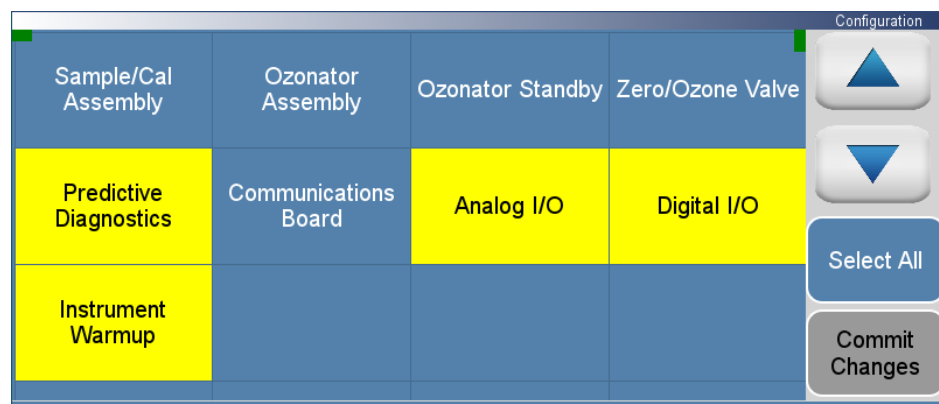 Configuration
Sample/Cal
Assembly
Ozonator
Assembly
Ozonator Standby
Zero/Ozone Valve
Predictive
Diagnostics
Communications
Board
Analog I/O
Digital I/O
Select All
Instrument
Warmup
Commit
Changes